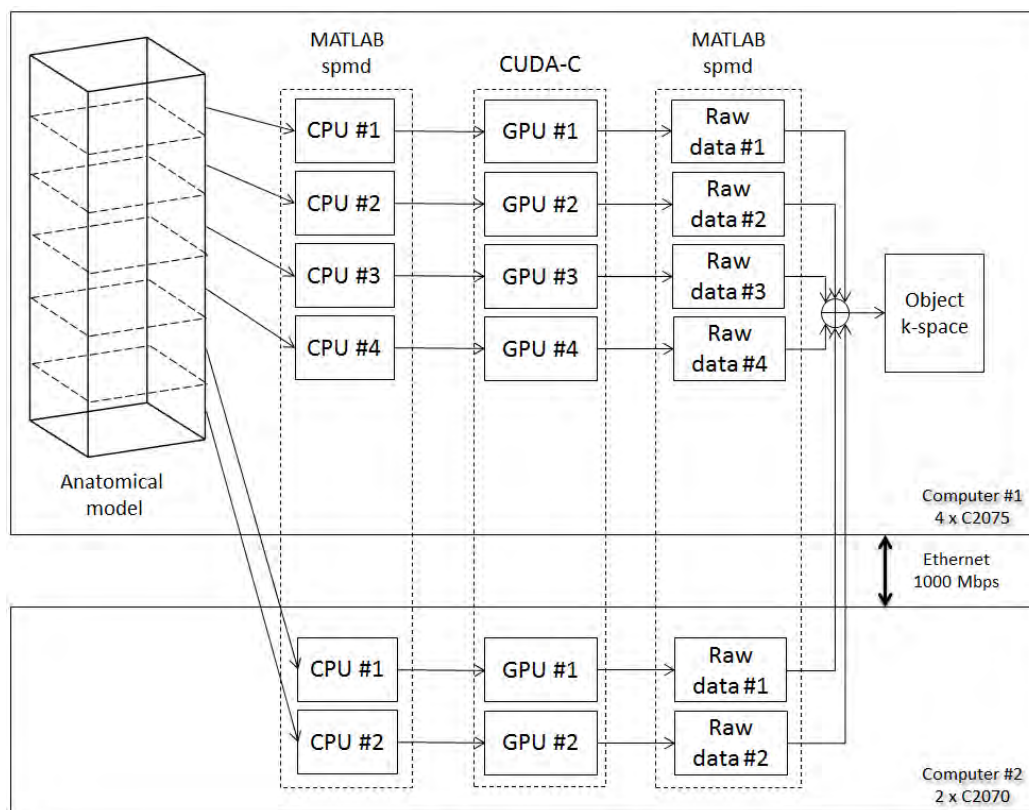 MATLAB
spmd
CUDA-C
MATLAB
spmd
CPU #1
GPU #1
Raw
data #1
CPU #2
GPU #2
Raw
data #2
CPU #3
GPU #3
Raw
data #3
CPU #4
GPU #4
Raw
data #4
Object
k-space
Anatomical
model
Computer #1
4 x C2075
Ethernet
1000 Mbps
CPU #1
GPU #1
Raw
data #1
CPU #2
GPU #2
Raw
data #2
Computer #2
2 x C2070